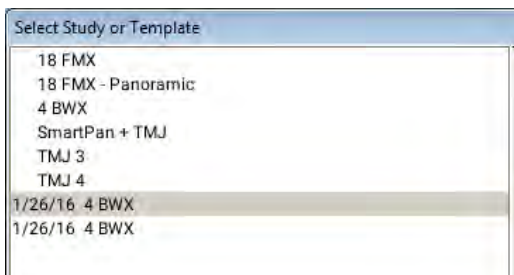 Select Study or Template
18 FMX
18 FMX - Panoramic
4 BWX
SmartPan + TMJ
TMJ 3
TMJ 4
1/26/16 4 BWX
1/26/16 4 BWX